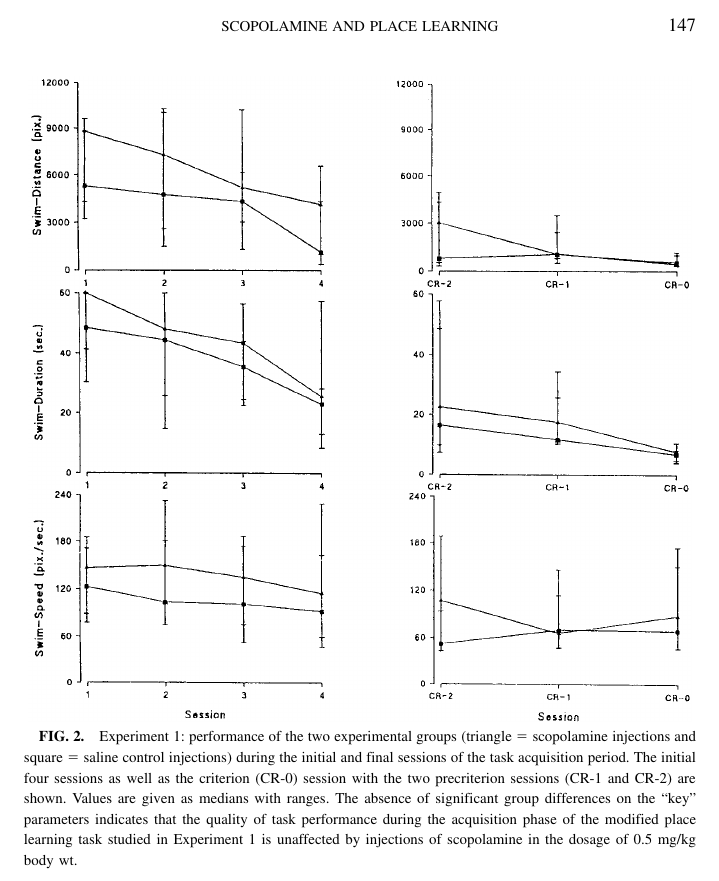 SCOPOLAMINE AND PLACE LEARNING 147
12000
9000
6000
3000
0
Swim-Distance (pix.)
1 2 3 4
12000
9000
6000
3000
0
CR-2 CR-1 CR-0
60
40
20
0
Swim-Duration (sec.)
1 2 3 4
60
40
20
0
CR-2 CR-1 CR-0
240
180
120
60
0
Swim-Speed (pix./sec.)
1 2 3 4
Session
240
180
120
60
0
CR-2 CR-1 CR-0
Session
FIG. 2. Experiment 1: performance of the two experimental groups (triangle = scopolamine injections and
square = saline control injections) during the initial and final sessions of the task acquisition period. The initial
four sessions as well as the criterion (CR-0) session with the two precriterion sessions (CR-1 and CR-2) are
shown. Values are given as medians with ranges. The absence of significant group differences on the “key”
parameters indicates that the quality of task performance during the acquisition phase of the modified place
learning task studied in Experiment 1 is unaffected by injections of scopolamine in the dosage of 0.5 mg/kg
body wt.